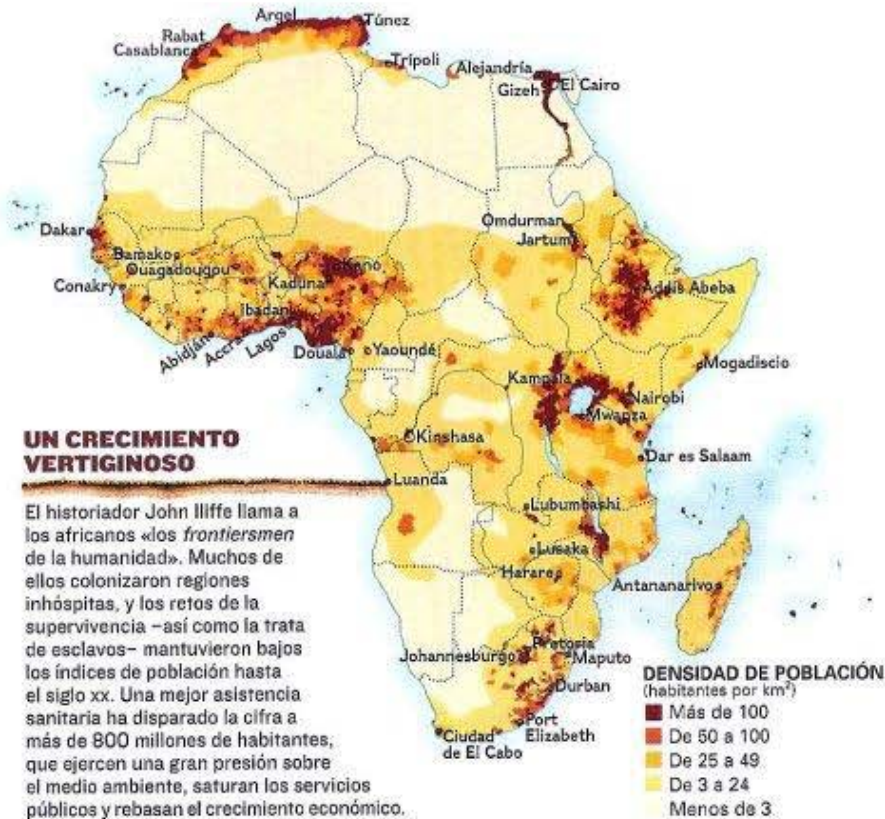 Argel
Túnez
Rabat
Casablanca
Trípoli
Alejandría
Gizeh
El Cairo
Dakar
Omdurman
Jartum
Bamako
Ouagadougou
Kano
Conakry
Kaduna
Addis Abeba
Ibadan
Abidján
Accra
Lagos
Douala
Yaoundé
Mogadiscio
Kampala
Nairobi
Mwanza
Kinshasa
Dar es Salaam
UN CRECIMIENTO
VERTIGINOSO
Luanda
El historiador John Iliffe llama a
los africanos «los frontiersmen
de la humanidad». Muchos de
ellos colonizaron regiones
inhóspitas, y los retos de la
supervivencia –así como la trata
de esclavos– mantuvieron bajos
los índices de población hasta
el siglo XX. Una mejor asistencia
sanitaria ha disparado la cifra a
más de 800 millones de habitantes,
que ejercen una gran presión sobre
el medio ambiente, saturan los servicios
públicos y rebasan el crecimiento económico.
Lubumbashi
Lusaka
Harare
Antananarivo
Pretoria
Johannesburgo
Maputo
Durban
Port
Elizabeth
Ciudad
de El Cabo
DENSIDAD DE POBLACIÓN
(habitantes por km²)
Más de 100
De 50 a 100
De 25 a 49
De 3 a 24
Menos de 3